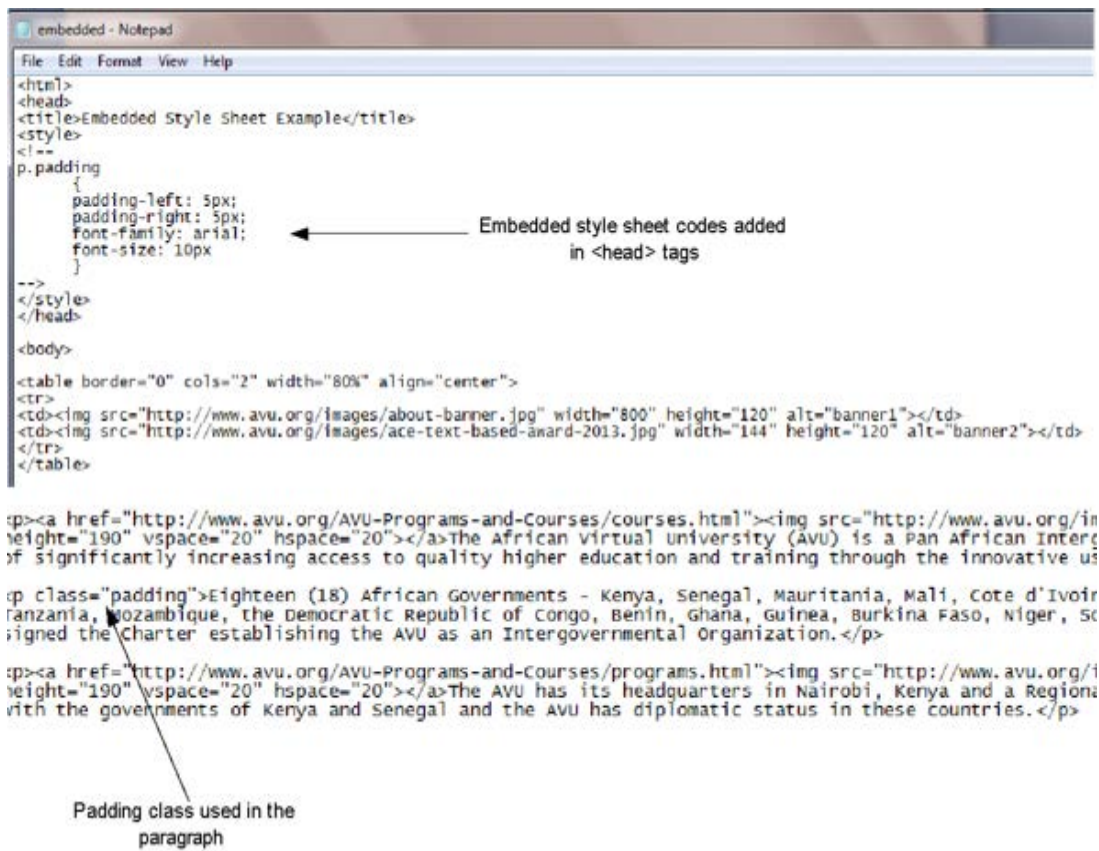 embedded - Notepad
File Edit Format View Help
<html>
<head>
<title>Embedded Style Sheet Example</title>
<style>
<!--
p.padding
{
padding-left: 5px;
padding-right: 5px;
font-family: arial;
font-size: 10px
}
-->
</style>
</head>
Embedded style sheet codes added
in <head> tags
<body>
<table border="0" cols="2" width="80%" align="center">
<tr>
<td><img src="http://www.avu.org/images/about-banner.jpg" width="800" height="120" alt="banner1"></td>
<td><img src="http://www.avu.org/images/ace-text-based-award-2013.jpg" width="144" height="120" alt="banner2"></td>
</tr>
</table>
<p><a href="http://www.avu.org/AVU-Programs-and-Courses/courses.html"><img src="http://www.avu.org/im
height="190" vspace="20" hspace="20"></a>The African Virtual University (AVU) is a Pan African Interg
of significantly increasing access to quality higher education and training through the innovative us
<p class="padding">Eighteen (18) African Governments - Kenya, Senegal, Mauritania, Mali, Cote d'Ivoir
Tanzania, Mozambique, the Democratic Republic of Congo, Benin, Ghana, Guinea, Burkina Faso, Niger, So
signed the Charter establishing the AVU as an Intergovernmental Organization.</p>
<p><a href="http://www.avu.org/AVU-Programs-and-Courses/programs.html"><img src="http://www.avu.org/i
height="190" vspace="20" hspace="20"></a>The AVU has its headquarters in Nairobi, Kenya and a Regiona
with the governments of Kenya and Senegal and the AVU has diplomatic status in these countries.</p>
Padding class used in the
paragraph